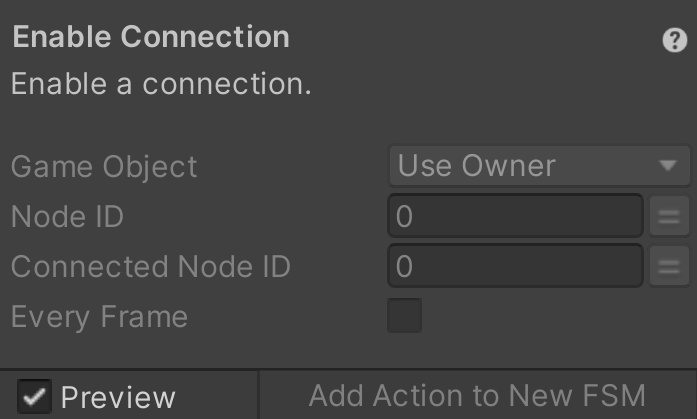 Enable Connection ?
Enable a connection.
Game Object Use Owner
Node ID 0 =
Connected Node ID 0 =
Every Frame
Preview Add Action to New FSM